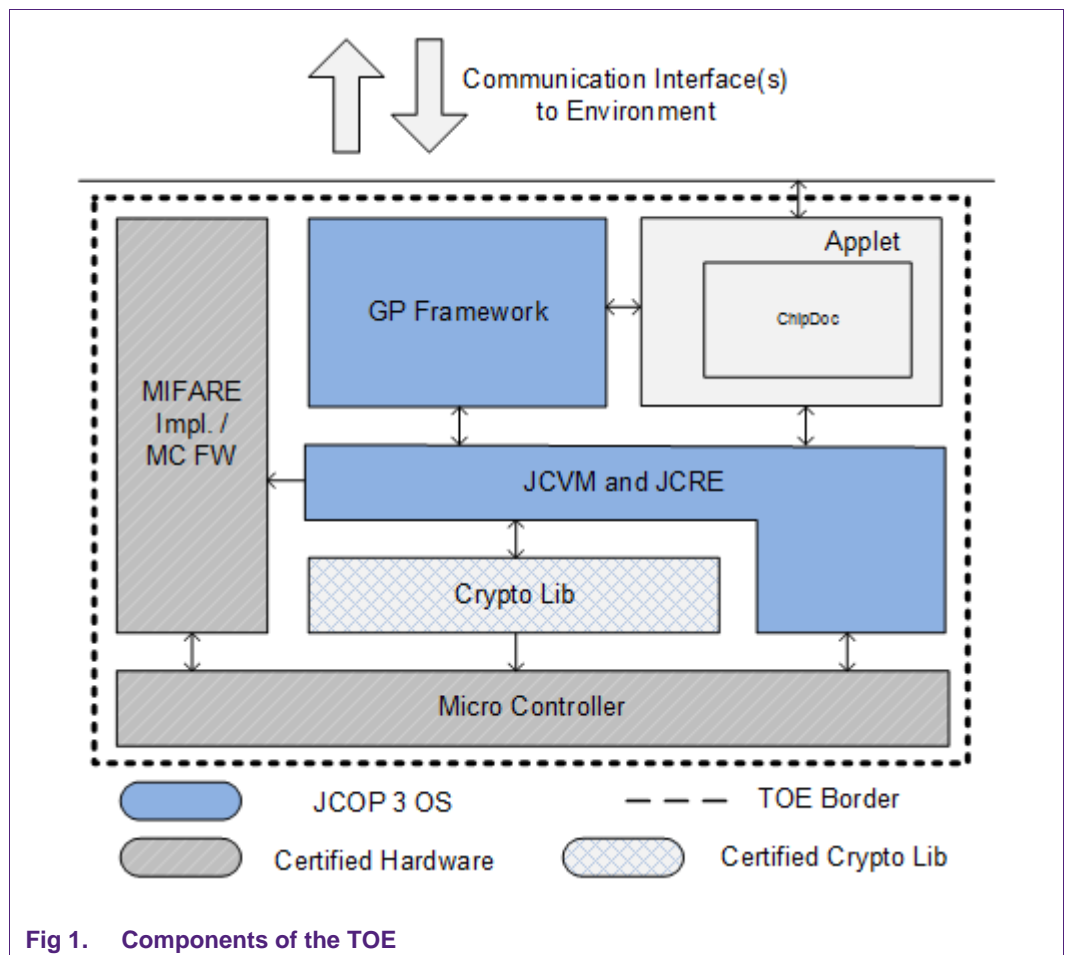 Communication Interface(s)
to Environment
Applet
GP Framework
ChipDoc
MIFARE
Impl. /
MC FW
JCVM and JCRE
Crypto Lib
Micro Controller
JCOP 3 OS
TOE Border
Certified Hardware
Certified Crypto Lib
Fig 1. Components of the TOE